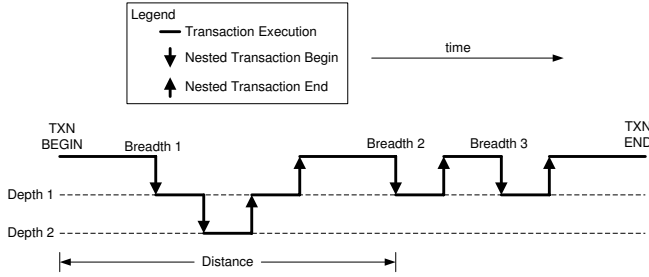 Legend
Transaction Execution
Nested Transaction Begin
Nested Transaction End
time
TXN
BEGIN
Breadth 1
Breadth 2
Breadth 3
TXN
END
Depth 1
Depth 2
Distance